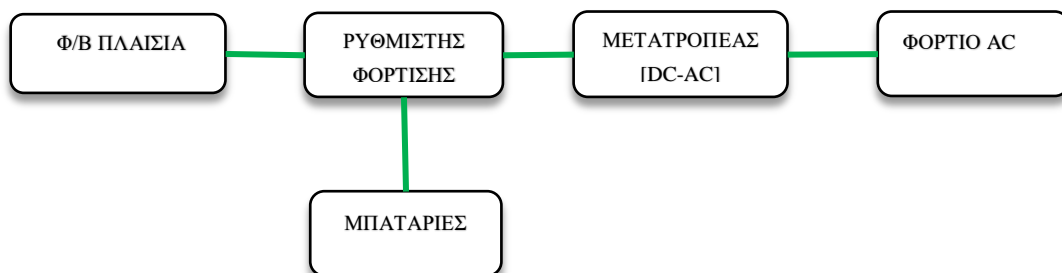 Φ/Β ΠΛΑΙΣΙΑ
ΡΥΘΜΙΣΤΗΣ
ΦΟΡΤΙΣΗΣ
ΜΕΤΑΤΡΟΠΕΑΣ
[DC-AC]
ΦΟΡΤΙΟ AC
ΜΠΑΤΑΡΙΕΣ